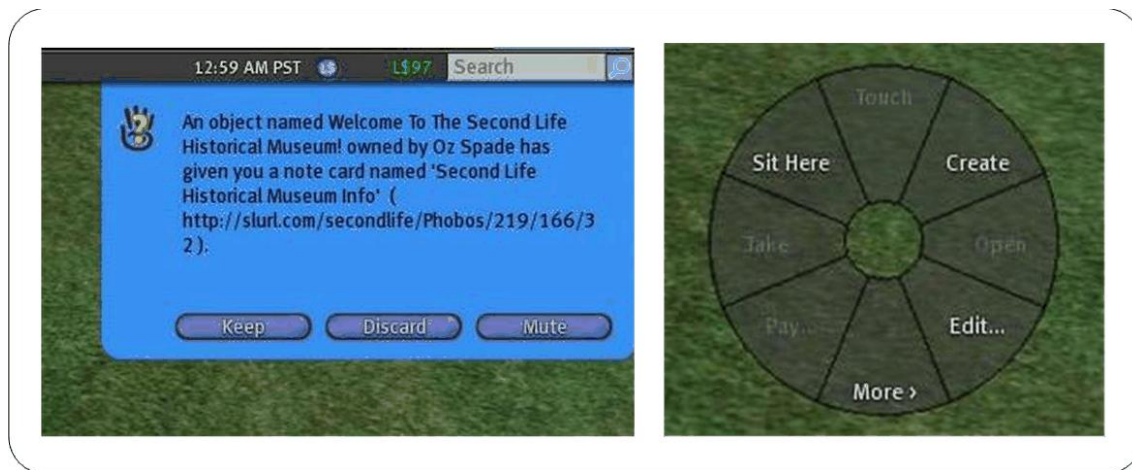 12:59 AM PST L$ L$97 Search
An object named Welcome To The Second Life
Historical Museum! owned by Oz Spade has
given you a note card named 'Second Life
Historical Museum Info' (
http://slurl.com/secondlife/Phobos/219/166/3
2 ).
Keep Discard Mute
Touch
Sit Here Create
Take Open
Pay... Edit...
More >